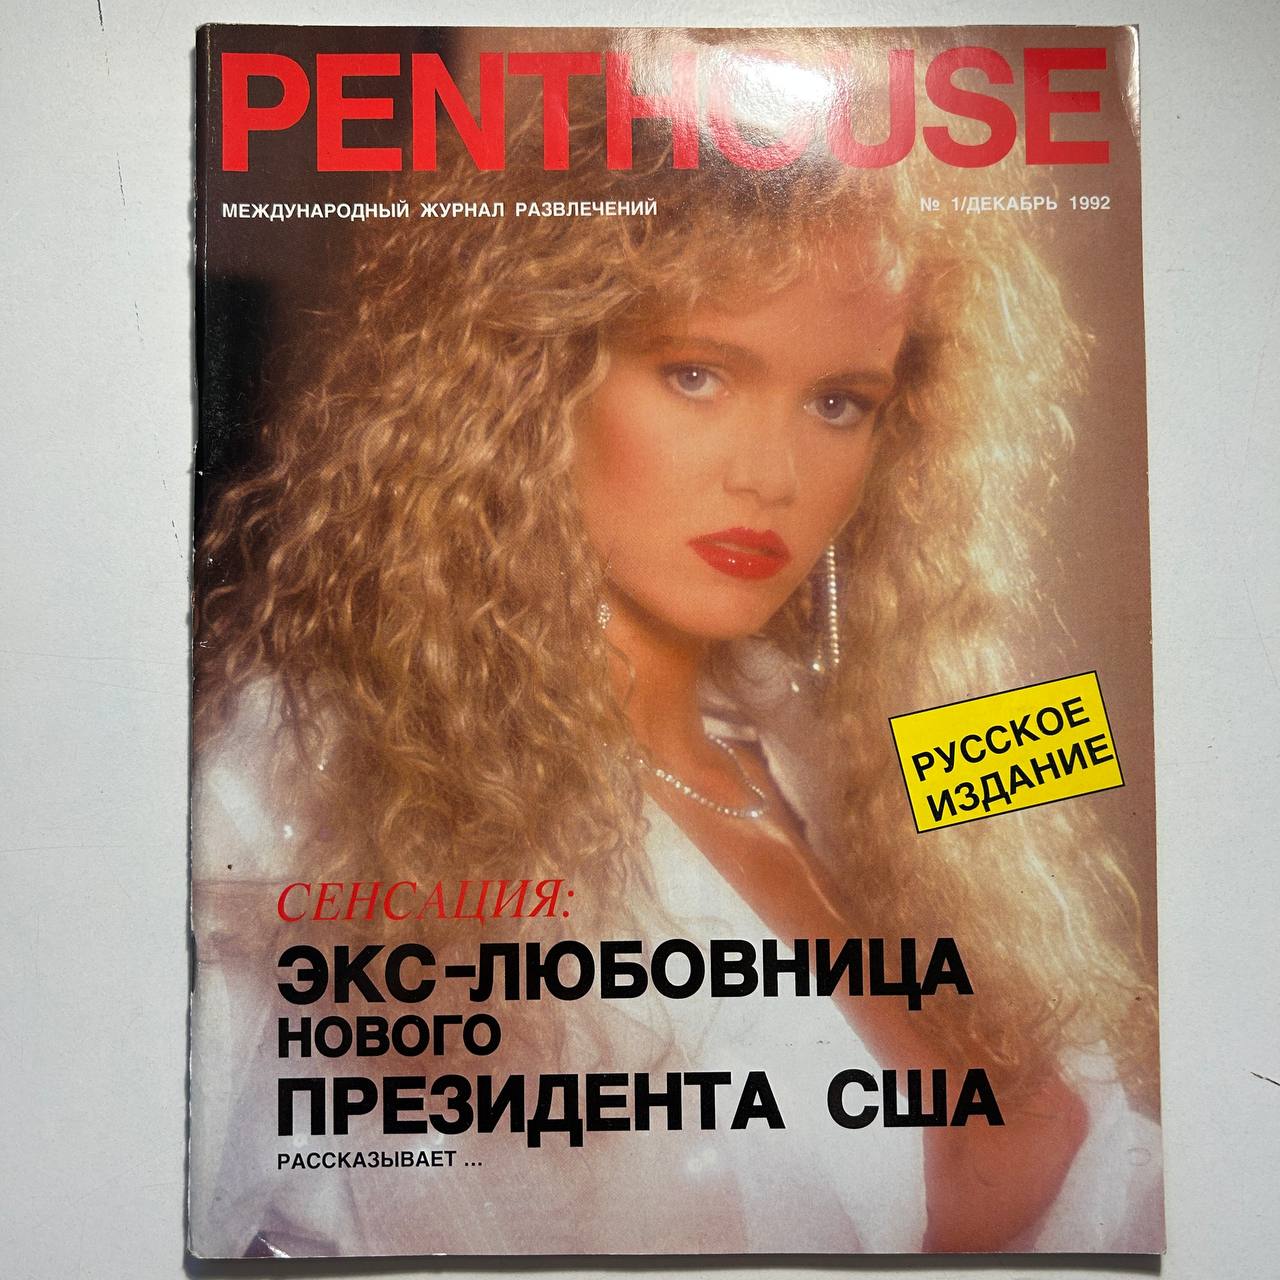 PENTHOUSE
МЕЖДУНАРОДНЫЙ ЖУРНАЛ РАЗВЛЕЧЕНИЙ
№ 1/ДЕКАБРЬ 1992
РУССКОЕ
ИЗДАНИЕ
СЕНСАЦИЯ:
ЭКС-ЛЮБОВНИЦА
НОВОГО
ПРЕЗИДЕНТА США
РАССКАЗЫВАЕТ ...